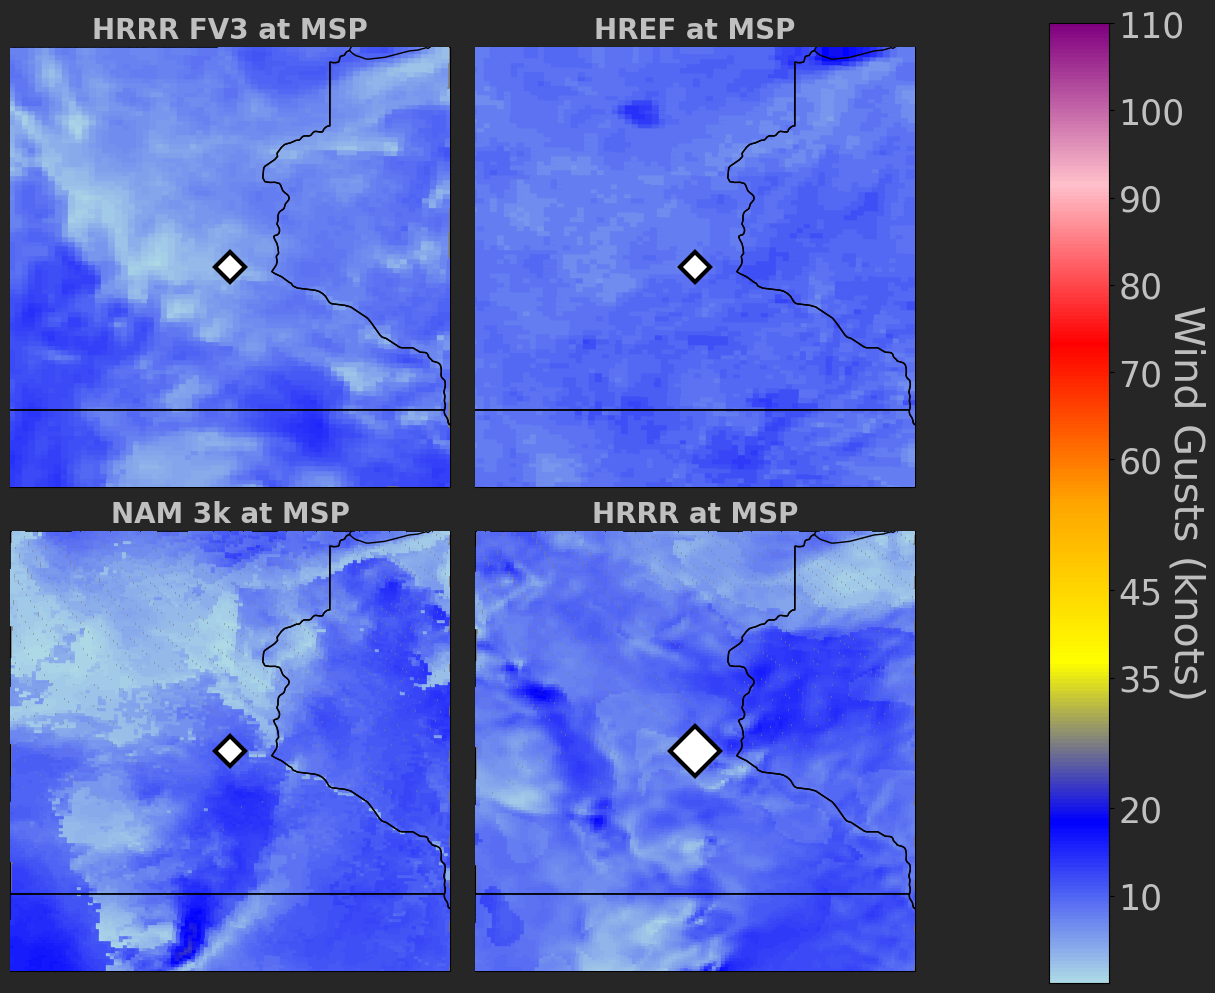 HRRR FV3 at MSP
HREF at MSP
NAM 3k at MSP
HRRR at MSP
110
100
90
80
70
60
45
35
20
10
Wind Gusts (knots)